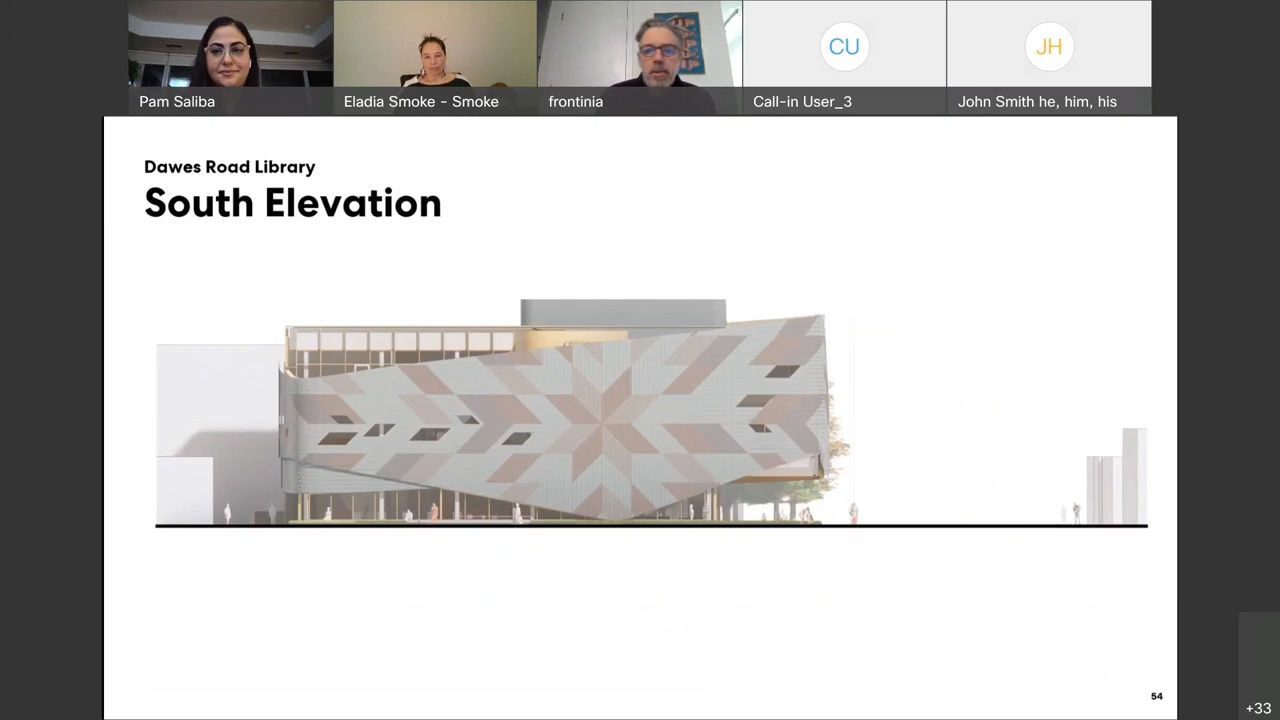 Pam Saliba
Eladia Smoke - Smoke
frontinia
CU
Call-in User_3
JH
John Smith he, him, his
Dawes Road Library
South Elevation
54
+33